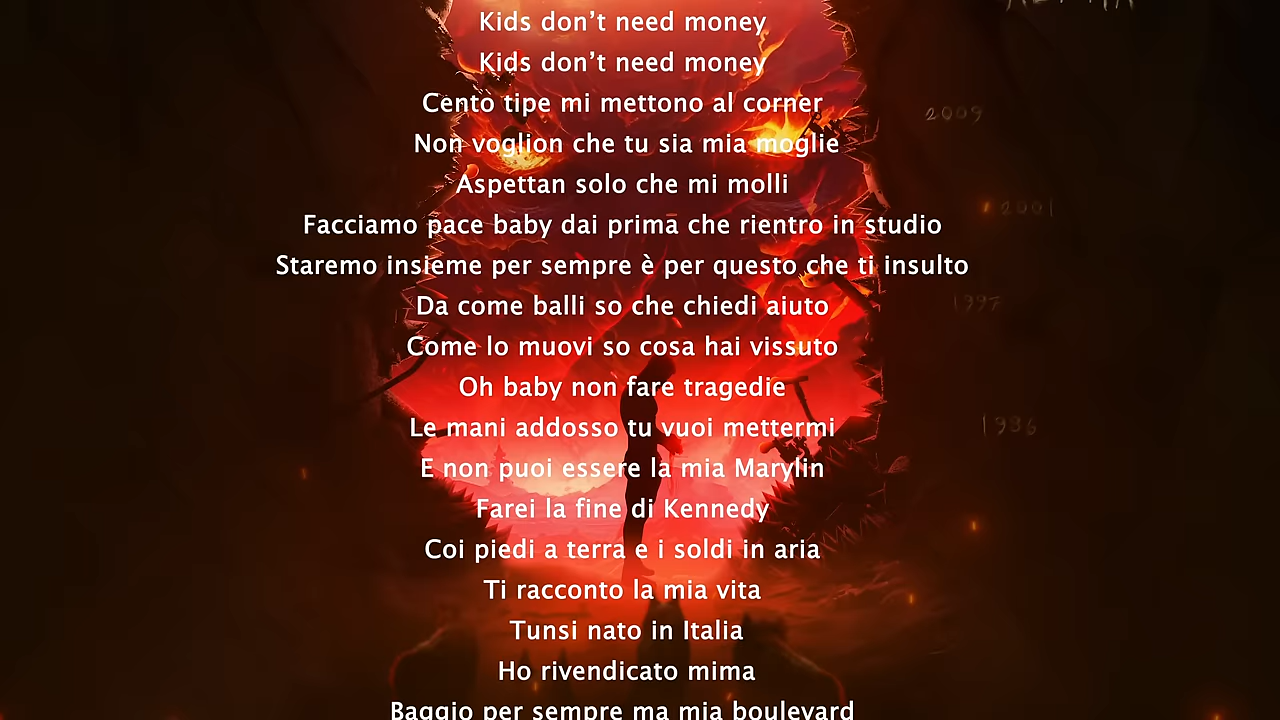 Kids don’t need money
Kids don’t need money
Cento tipe mi mettono al corner
2009
Non voglion che tu sia mia moglie
Aspettan solo che mi molli
2001
Facciamo pace baby dai prima che rientro in studio
Staremo insieme per sempre è per questo che ti insulto
1997
Da come balli so che chiedi aiuto
Come lo muovi so cosa hai vissuto
Oh baby non fare tragedie
Le mani addosso tu vuoi mettermi
1996
E non puoi essere la mia Marylin
Farei la fine di Kennedy
Coi piedi a terra e i soldi in aria
Ti racconto la mia vita
Tunsi nato in Italia
Ho rivendicato mima
Baggio per sempre ma mia boulevard